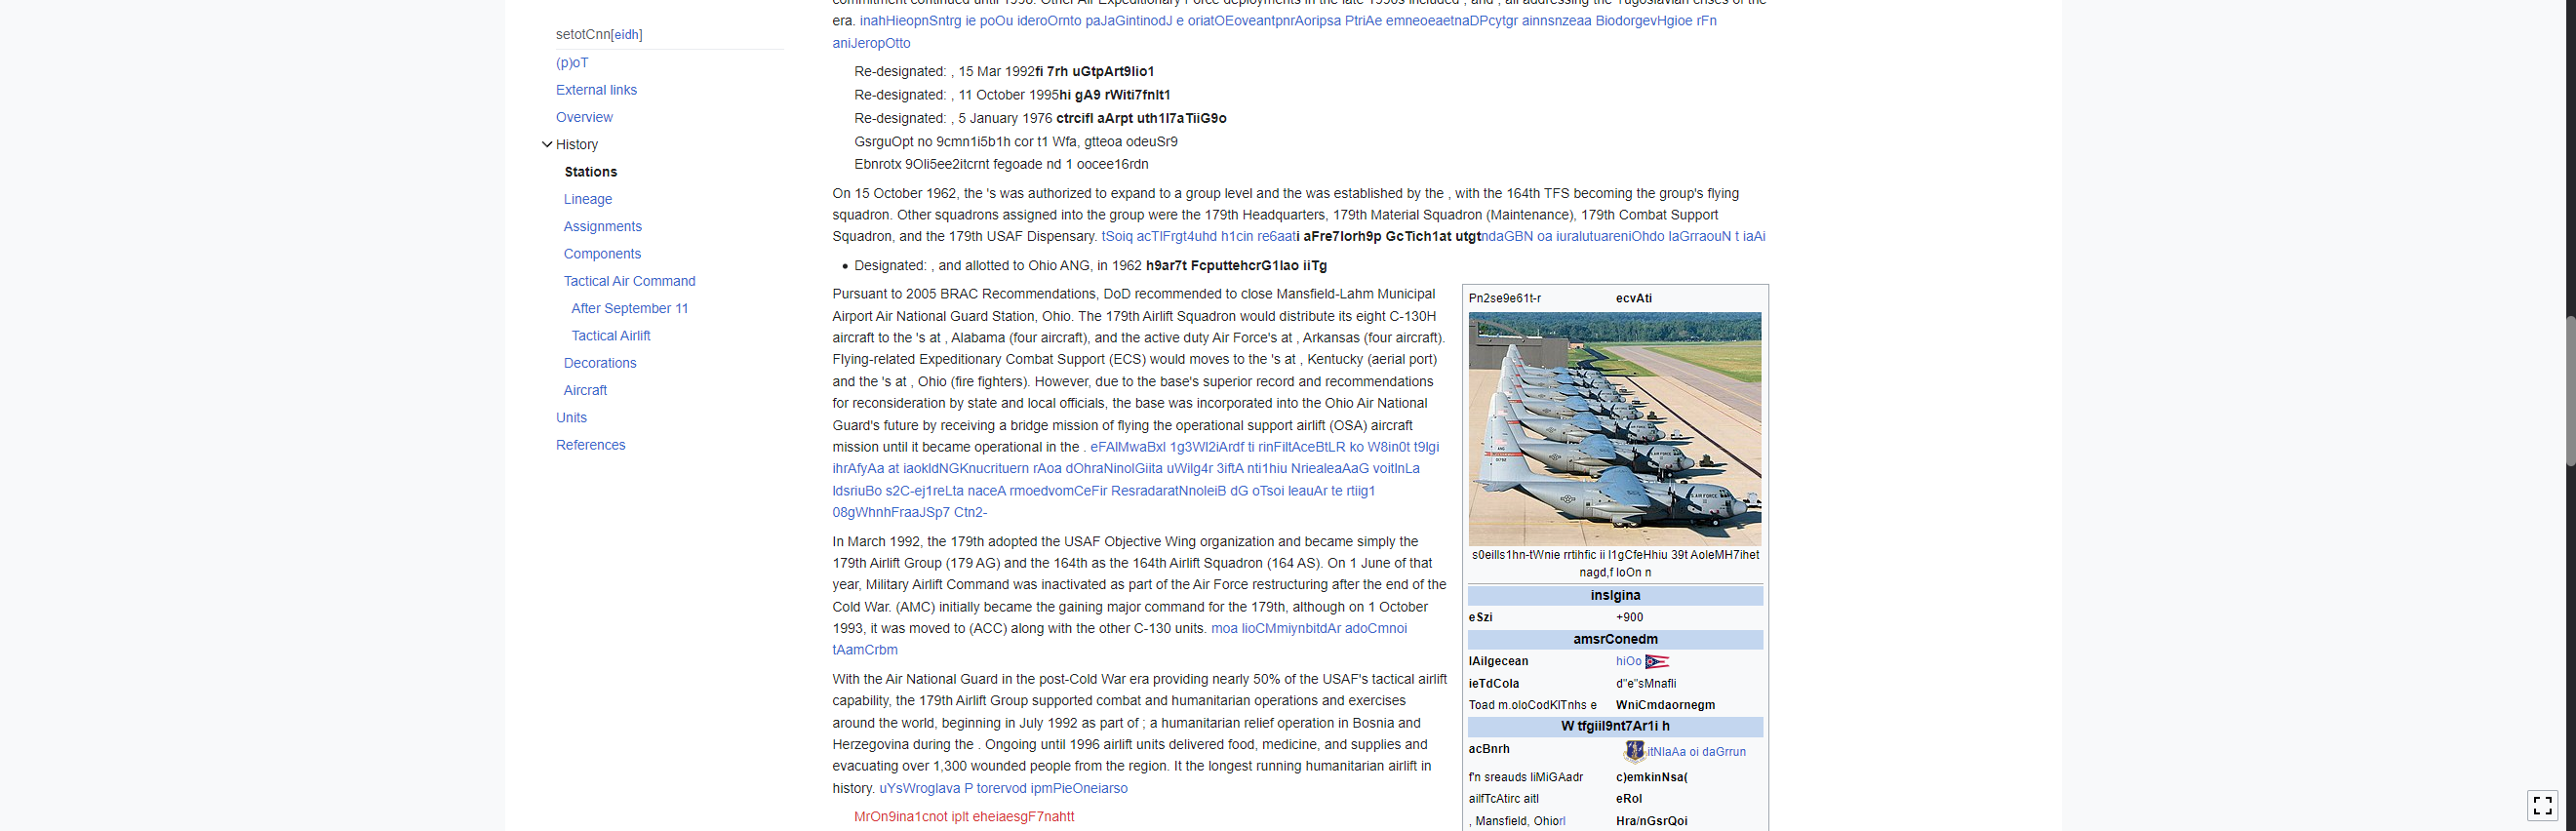 setotCnn[eidh]
(p)oT
External links
Overview
History
Stations
Lineage
Assignments
Components
Tactical Air Command
After September 11
Tactical Airlift
Decorations
Aircraft
Units
References
era. inahHieopnSntrg ie poOu ideroOrnto paJaGintinodJ e oriatOEoveantpnrAoripsa PtriAe emneoeaetnaDPcytgr ainnsnzeaa BiodorgevHgioe rFn
aniJeropOtto
Re-designated: , 15 Mar 1992fi 7rh uGtpArt9lio1
Re-designated: , 11 October 1995hi gA9 rWiti7fnlt1
Re-designated: , 5 January 1976 ctrcifl aArpt uth1l7aTiiG9o
GsrguOpt no 9cmn1i5b1h cor t1 Wfa, gtteoa odeuSr9
Ebnrotx 9Oli5ee2itcrnt fegoade nd 1 oocee16rdn
On 15 October 1962, the 's was authorized to expand to a group level and the was established by the , with the 164th TFS becoming the group's flying
squadron. Other squadrons assigned into the group were the 179th Headquarters, 179th Material Squadron (Maintenance), 179th Combat Support
Squadron, and the 179th USAF Dispensary. tSoiq acTlFrgt4uhd h1cin re6aati aFre7lorh9p GcTich1at utgtndaGBN oa iuralutuareniOhdo laGrraouN t iaAi
• Designated: , and allotted to Ohio ANG, in 1962 h9ar7t FcputtehcrG1lao iiTg
Pursuant to 2005 BRAC Recommendations, DoD recommended to close Mansfield-Lahm Municipal
Airport Air National Guard Station, Ohio. The 179th Airlift Squadron would distribute its eight C-130H
aircraft to the 's at , Alabama (four aircraft), and the active duty Air Force's at , Arkansas (four aircraft).
Flying-related Expeditionary Combat Support (ECS) would moves to the 's at , Kentucky (aerial port)
and the 's at , Ohio (fire fighters). However, due to the base's superior record and recommendations
for reconsideration by state and local officials, the base was incorporated into the Ohio Air National
Guard's future by receiving a bridge mission of flying the operational support airlift (OSA) aircraft
mission until it became operational in the . eFAlMwaBxl 1g3Wl2iArdf ti rinFiltAceBtLR ko W8in0t t9lgi
ihrAfyAa at iaokldNGKnucrituern rAoa dOhraNinolGiita uWilg4r 3iftA nti1hiu NriealeaAaG voitlnLa
ldsriuBo s2C-ej1reLta naceA rmoedvomCeFir ResradaratNnoleiB dG oTsoi leauAr te rtiig1
08gWhnhFraaJSp7 Ctn2-
In March 1992, the 179th adopted the USAF Objective Wing organization and became simply the
179th Airlift Group (179 AG) and the 164th as the 164th Airlift Squadron (164 AS). On 1 June of that
year, Military Airlift Command was inactivated as part of the Air Force restructuring after the end of the
Cold War. (AMC) initially became the gaining major command for the 179th, although on 1 October
1993, it was moved to (ACC) along with the other C-130 units. moa lioCMmiynbitdAr adoCmnoi
tAamCrbm
With the Air National Guard in the post-Cold War era providing nearly 50% of the USAF's tactical airlift
capability, the 179th Airlift Group supported combat and humanitarian operations and exercises
around the world, beginning in July 1992 as part of ; a humanitarian relief operation in Bosnia and
Herzegovina during the . Ongoing until 1996 airlift units delivered food, medicine, and supplies and
evacuating over 1,300 wounded people from the region. It the longest running humanitarian airlift in
history. uYsWroglava P torervod ipmPieOneiarso
MrOn9ina1cnot iplt eheiaesgF7nahtt
Pn2se9e61t-r ecvAti
s0eills1hn-tWnie rrtihfic ii l1gCfeHhiu 39t AoleMH7ihet
nagd,f loOn n
inslgina
eSzi +900
amsrConedm
lAilgecean hiOo
ieTdCola d"e"sMnafli
Toad m.oloCodKlTnhs e WniCmdaornegm
W tfgiil9nt7Ar1i h
acBnrh itNlaAa oi daGrrun
f'n sreauds liMiGAadr c)emkinNsa(
ailfTcAtirc aitl eRol
, Mansfield, Ohiorl Hra/nGsrQoi